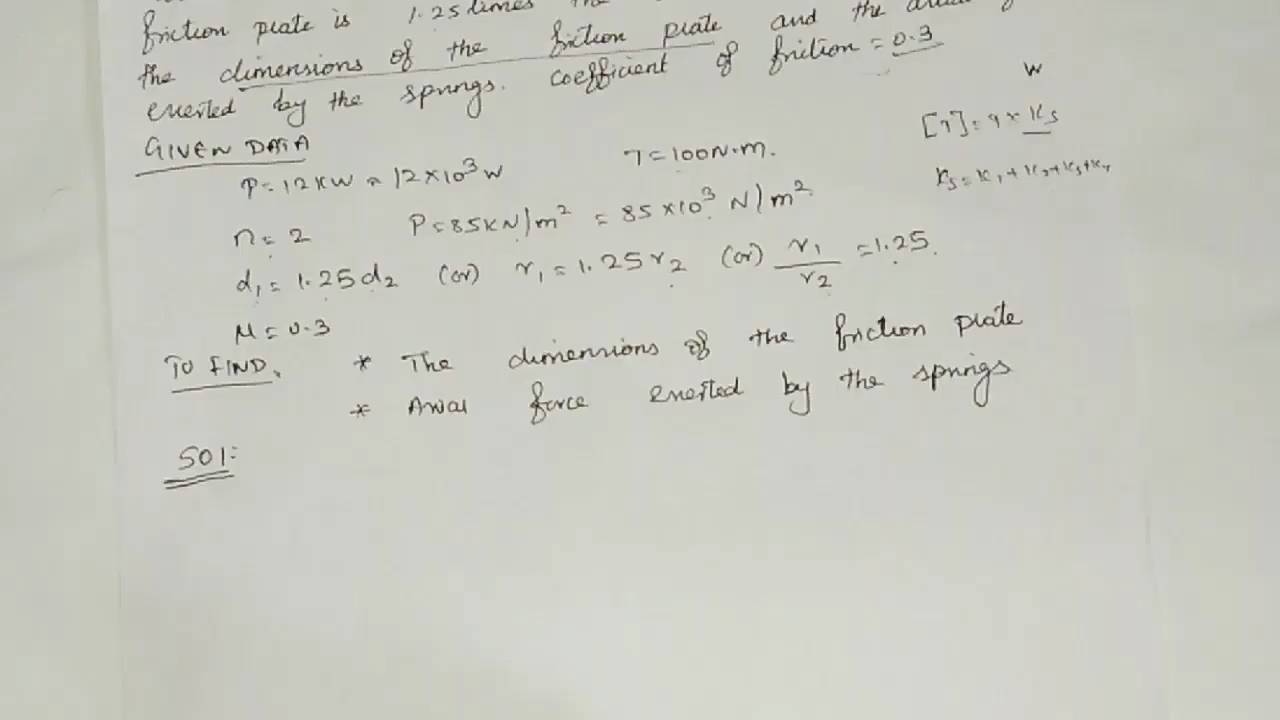 friction plate is 1.25 times the
the dimensions of the friction plate and the axial
exerted by the springs. Coefficient of friction = 0.3
GIVEN DATA
W
P = 12 KW = 12×10³ W
T = 100 N·m.
[T] = T × Ks
Ks = K1 + K2 + K3 + K4
n = 2
P = 85 KN/m² = 85×10³ N/m²
d1 = 1.25 d2 (or) r1 = 1.25 r2 (or) r1/r2 = 1.25.
μ = 0.3
TO FIND.
* The dimensions of the friction plate
* Axial force exerted by the springs
SOl: